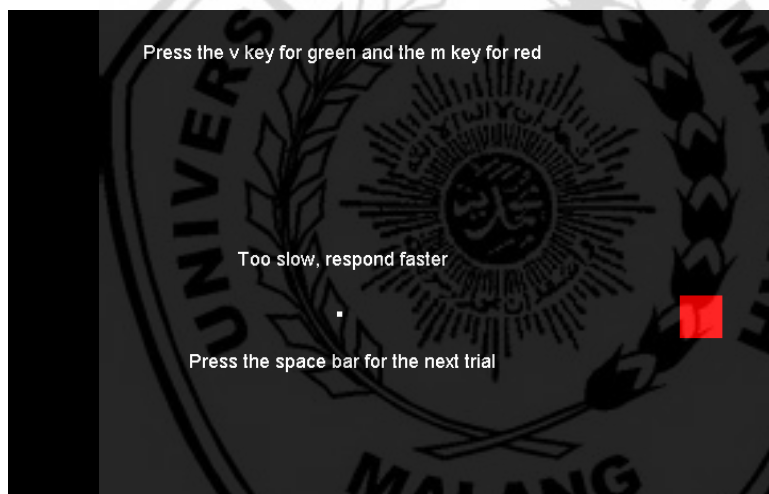 Press the v key for green and the m key for red
Too slow, respond faster
Press the space bar for the next trial
MALANG